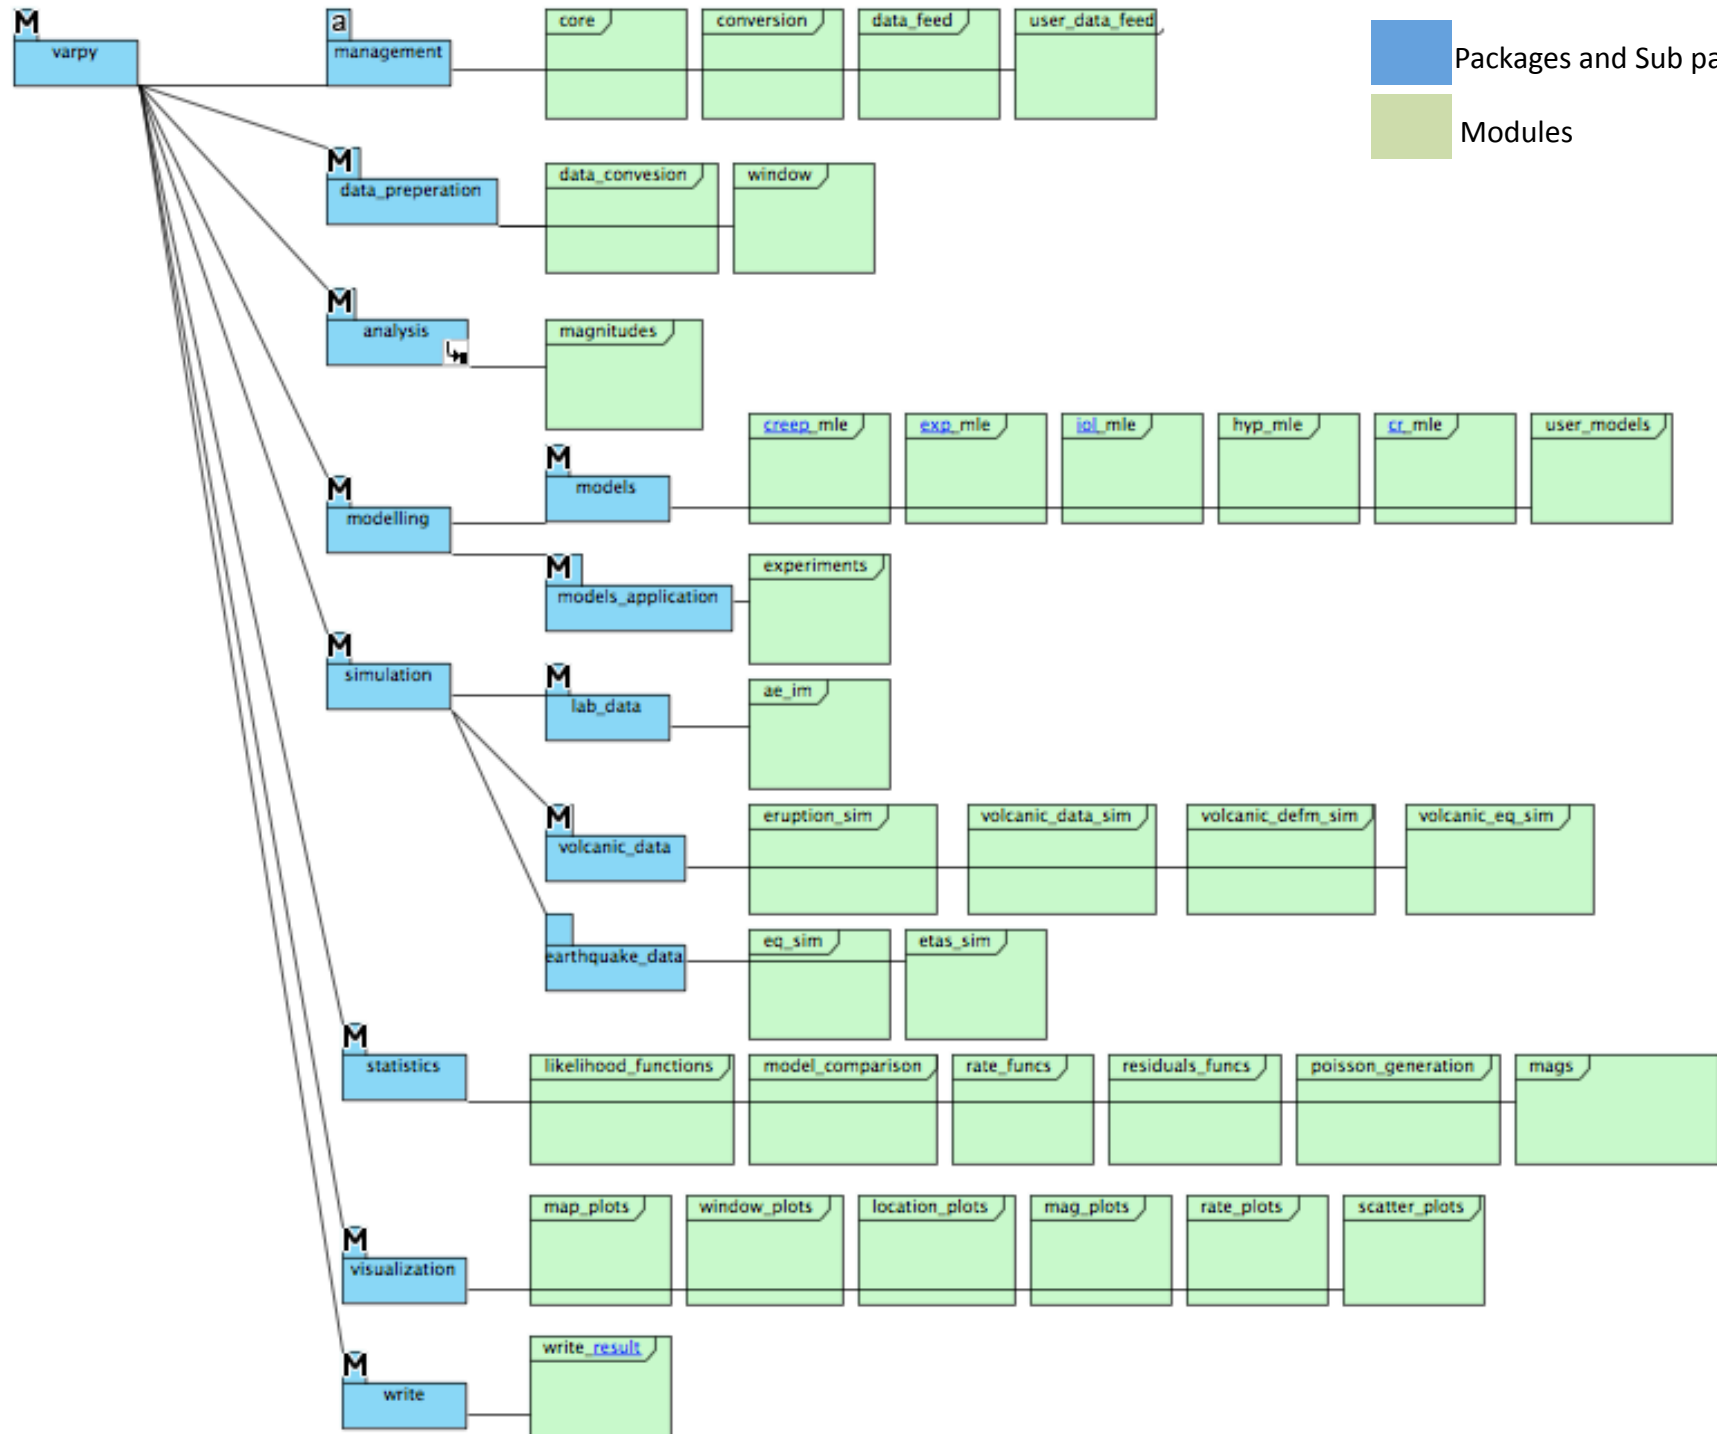 M
varpy
a
management
core
conversion
data_feed
user_data_feed
Packages and Sub pa
Modules
M
data_preperation
data_convesion
window
M
analysis
magnitudes
M
modelling
M
models
creep_mle
exp_mle
iol_mle
hyp_mle
cr_mle
user_models
M
models_application
experiments
M
simulation
M
lab_data
ae_im
M
volcanic_data
eruption_sim
volcanic_data_sim
volcanic_defm_sim
volcanic_eq_sim
earthquake_data
eq_sim
etas_sim
M
statistics
likelihood_functions
model_comparison
rate_funcs
residuals_funcs
poisson_generation
mags
M
visualization
map_plots
window_plots
location_plots
mag_plots
rate_plots
scatter_plots
M
write
write_result